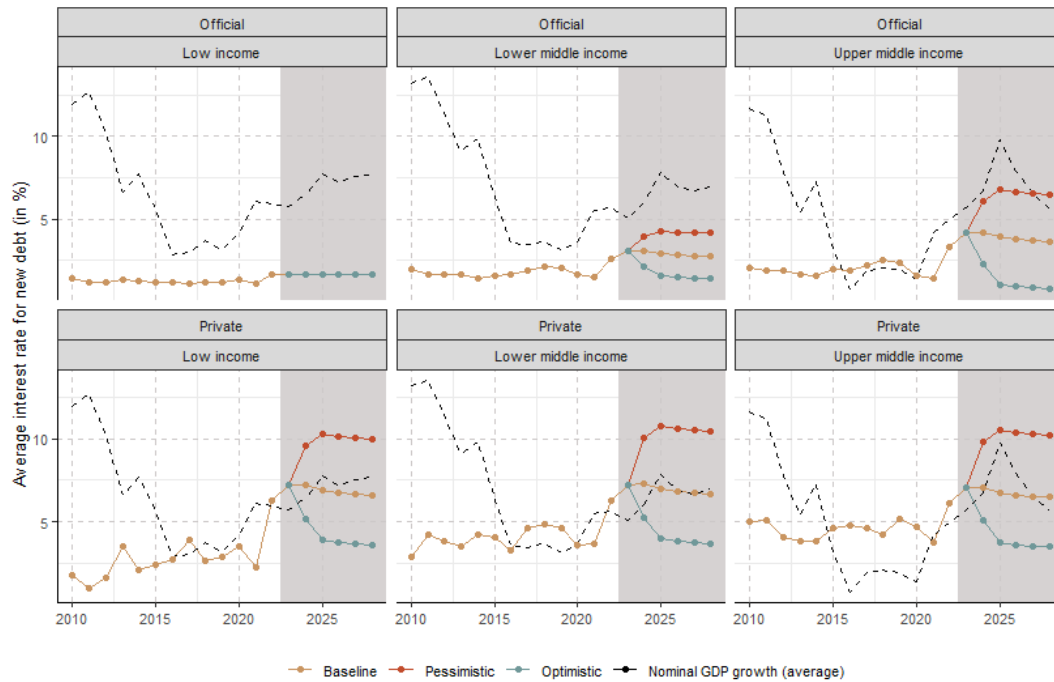 Official Official Official
Low income Lower middle income Upper middle income
10
5
Average interest rate for new debt (in %)
Private Private Private
Low income Lower middle income Upper middle income
10
5
2010 2015 2020 2025 2010 2015 2020 2025 2010 2015 2020 2025
Baseline Pessimistic Optimistic Nominal GDP growth (average)